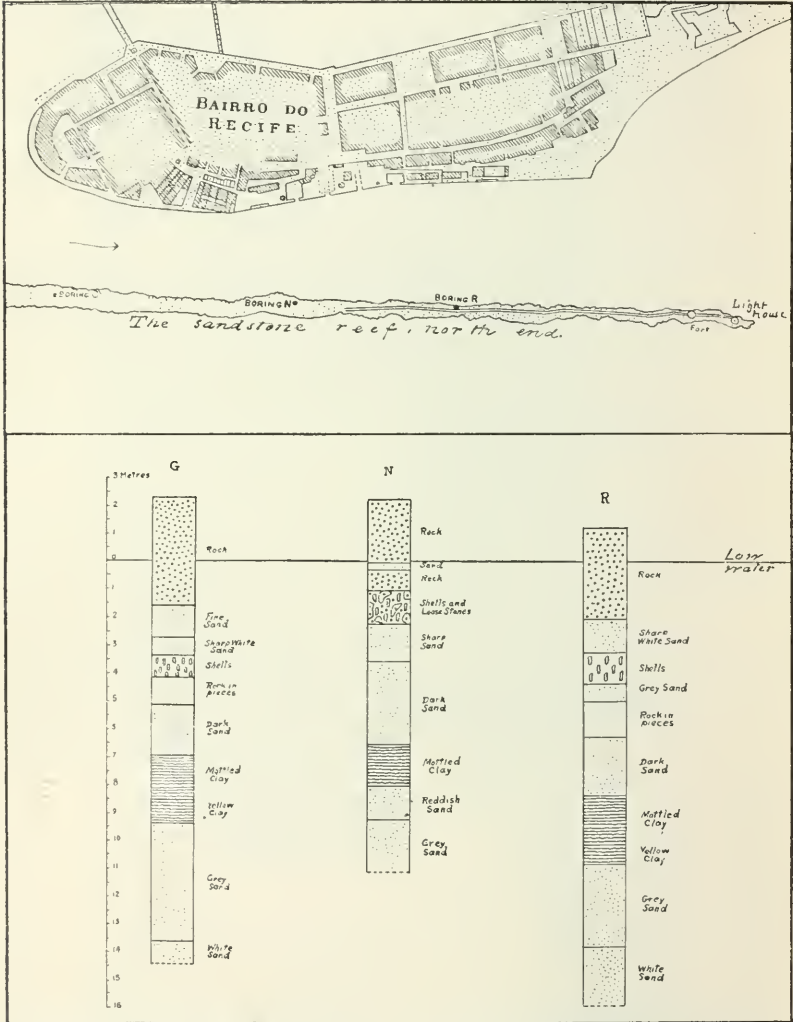 BAIRRO DO
RECIFE
BORING G
BORING N
BORING R
Light
house
Fort
The sandstone reef, north end.
G
N
R
3 Metres
2
1
0
1
2
3
4
5
6
7
8
9
10
11
12
13
14
15
16
Rock
Fine
Sand
Sharp White
Sand
Shells
Rock in
pieces
Dark
Sand
Mottled
Clay
Yellow
Clay
Grey
Sand
White
Sand
Rock
Sand
Rock
Shells and
Loose Stones
Sharp
Sand
Dark
Sand
Mottled
Clay
Reddish
Sand
Grey
Sand
Low
water
Rock
Sharp
White Sand
Shells
Grey Sand
Rock in
pieces
Dark
Sand
Mottled
Clay
Yellow
Clay
Grey
Sand
White
Sand